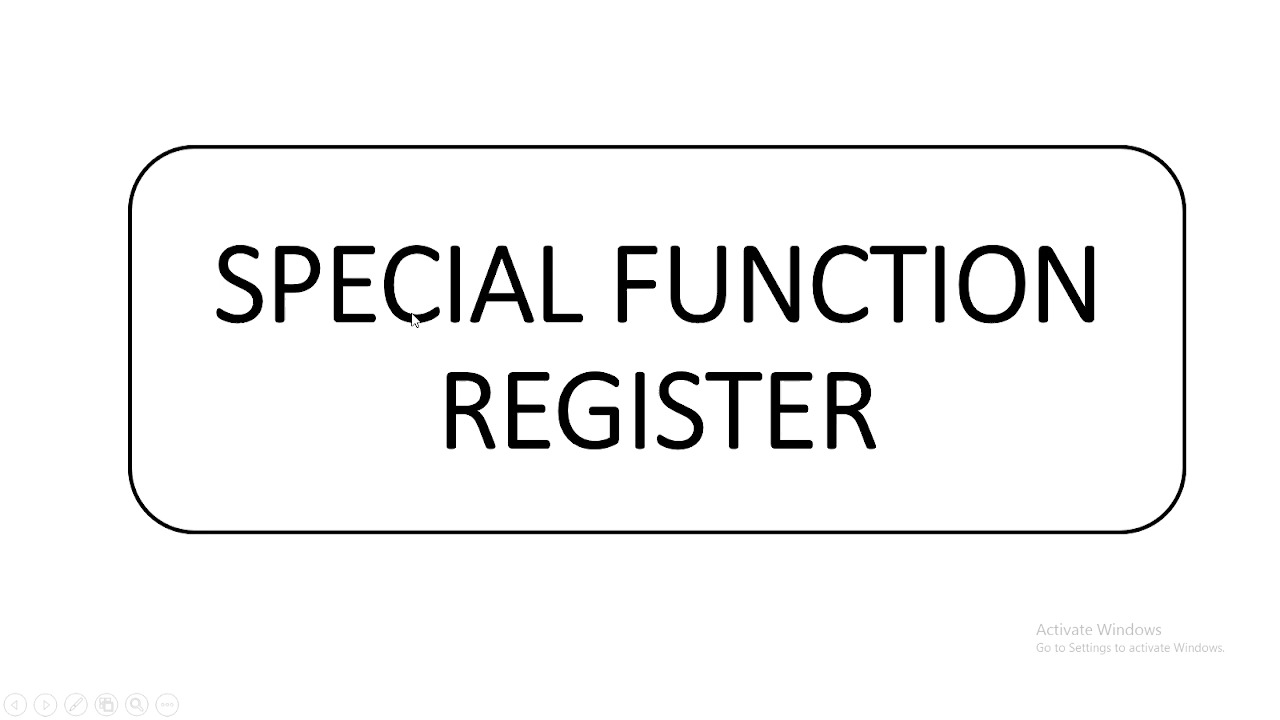 SPECIAL FUNCTION
REGISTER
Activate Windows
Go to Settings to activate Windows.